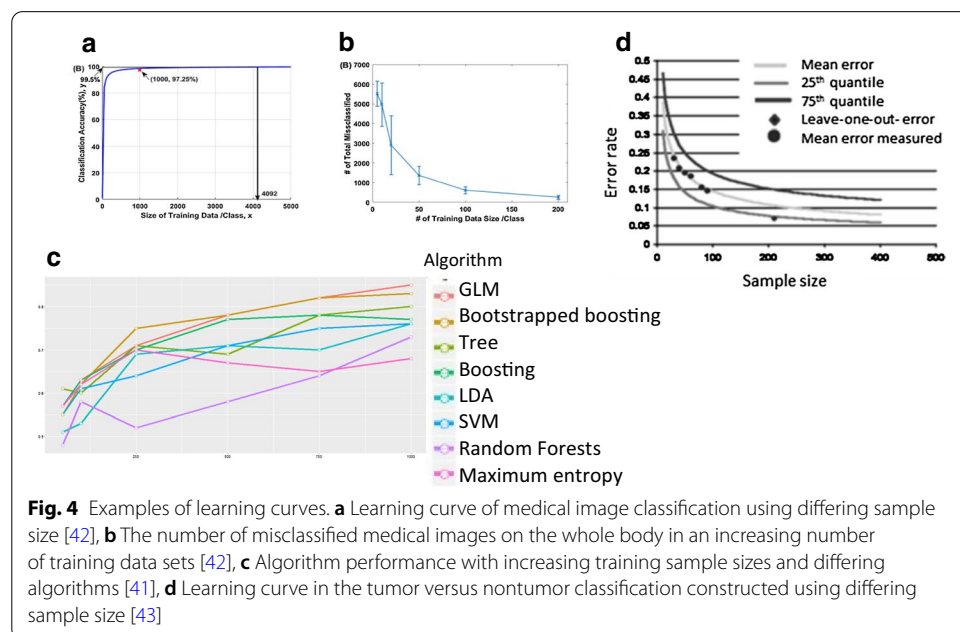 a
(B)
100
99.5%
80
60
40
20
0
(1000, 97.25%)
4092
Classification Accuracy(%), y
0 1000 2000 3000 4000 5000
Size of Training Data /Class, x
b
(B) 7000
6000
5000
4000
3000
2000
1000
0
# of Total Missclassified
0 50 100 150 200
# of Training Data Size /Class
d
0.5
0.45
0.4
0.35
0.3
0.25
0.2
0.15
0.1
0.05
0
Error rate
Mean error
25th quantile
75th quantile
Leave-one-out- error
Mean error measured
0 100 200 300 400 500
Sample size
c
250 500 750 1000
Algorithm
GLM
Bootstrapped boosting
Tree
Boosting
LDA
SVM
Random Forests
Maximum entropy
Fig. 4 Examples of learning curves. a Learning curve of medical image classification using differing sample
size [42], b The number of misclassified medical images on the whole body in an increasing number
of training data sets [42], c Algorithm performance with increasing training sample sizes and differing
algorithms [41], d Learning curve in the tumor versus nontumor classification constructed using differing
sample size [43]